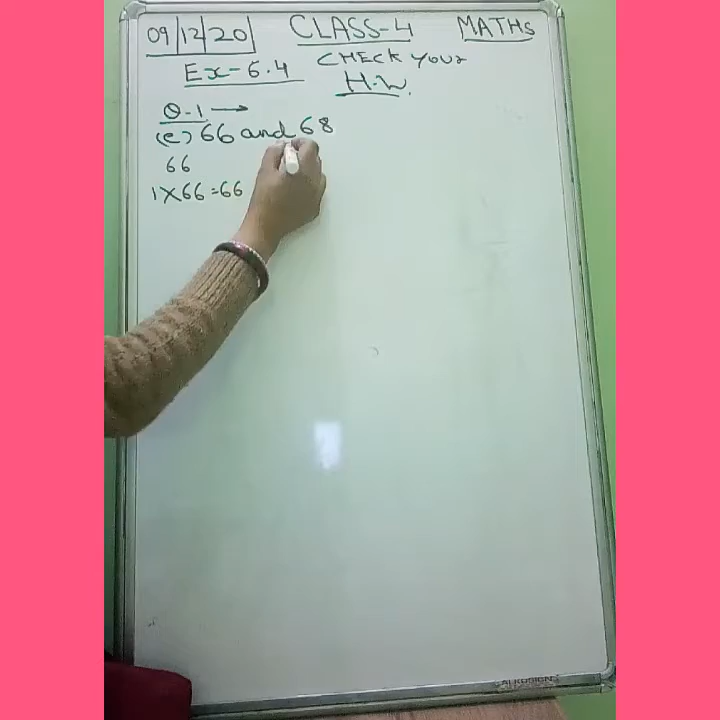 09/12/20 CLASS-4 MATHS
Ex-6.4 CHECK YOUR
H.W.
Q-1 →
(e) 66 and 68
66
1×66=66
ALKOSIGN